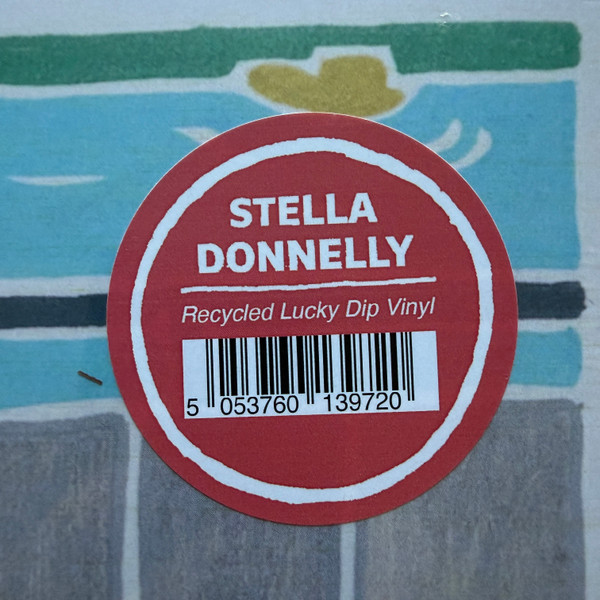 STELLA
DONNELLY
Recycled Lucky Dip Vinyl
5 053760 139720